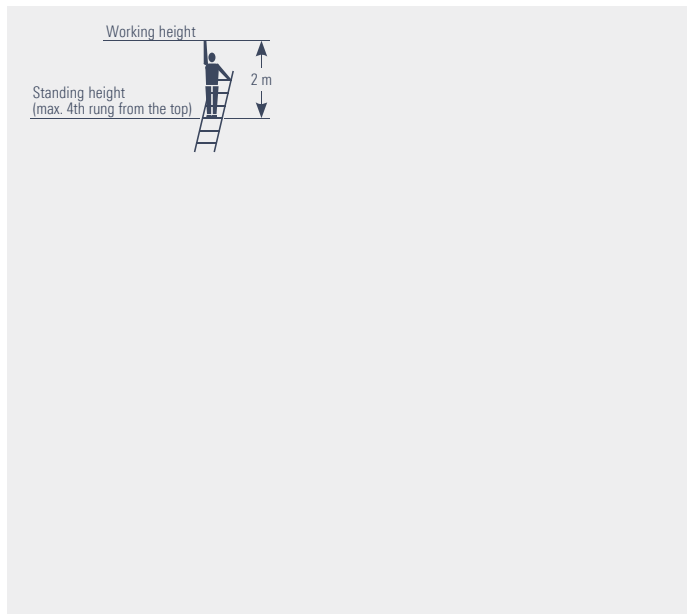 Working height
2 m
Standing height
(max. 4th rung from the top)